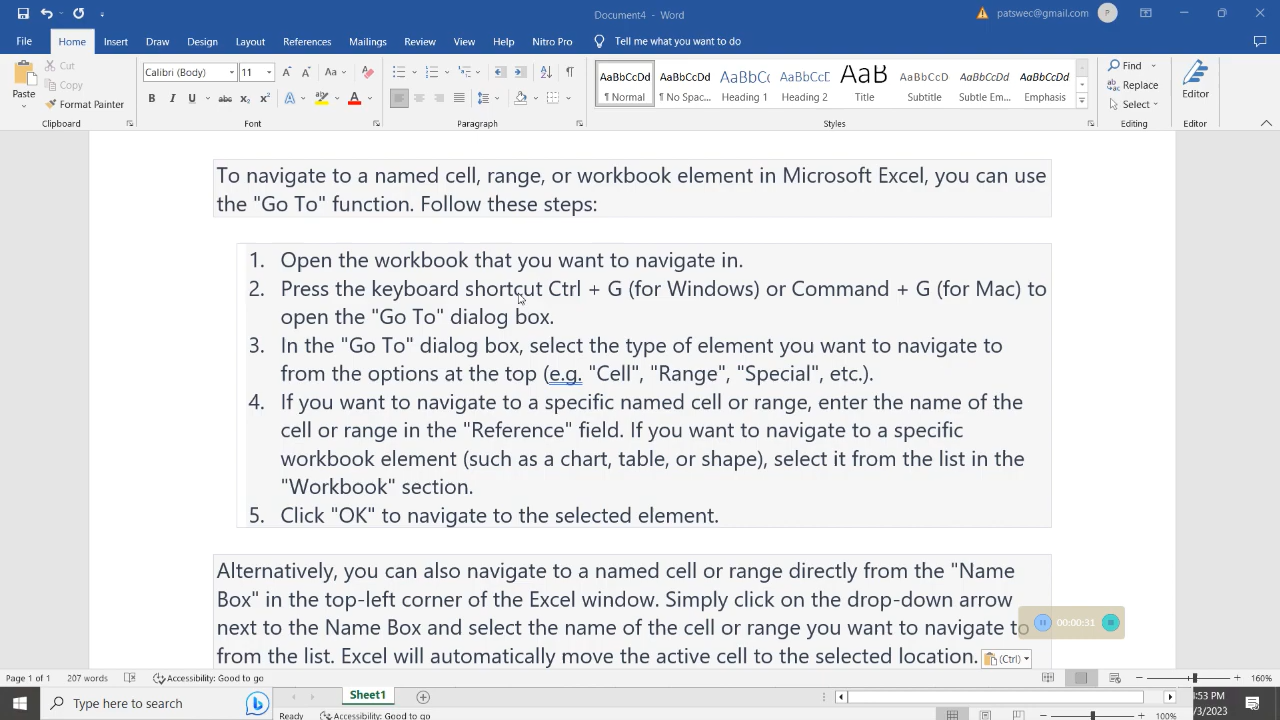 Document4 - Word
patswec@gmail.com
P
File Home Insert Draw Design Layout References Mailings Review View Help Nitro Pro Tell me what you want to do
Paste
Cut
Copy
Format Painter
Clipboard
Calibri (Body) 11
Aa
B I U abc x₂ x²
A A
Font
Paragraph
AaBbCcDd AaBbCcDd AaBbCc AaBbCcE AaB AaBbCcD AaBbCcDd AaBbCcDd
¶ Normal ¶ No Spac... Heading 1 Heading 2 Title Subtitle Subtle Em... Emphasis
Styles
Find
Replace
Select
Editing
Editor
Editor
To navigate to a named cell, range, or workbook element in Microsoft Excel, you can use
the "Go To" function. Follow these steps:
1. Open the workbook that you want to navigate in.
2. Press the keyboard shortcut Ctrl + G (for Windows) or Command + G (for Mac) to
open the "Go To" dialog box.
3. In the "Go To" dialog box, select the type of element you want to navigate to
from the options at the top (e.g. "Cell", "Range", "Special", etc.).
4. If you want to navigate to a specific named cell or range, enter the name of the
cell or range in the "Reference" field. If you want to navigate to a specific
workbook element (such as a chart, table, or shape), select it from the list in the
"Workbook" section.
5. Click "OK" to navigate to the selected element.
Alternatively, you can also navigate to a named cell or range directly from the "Name
Box" in the top-left corner of the Excel window. Simply click on the drop-down arrow
next to the Name Box and select the name of the cell or range you want to navigate to
from the list. Excel will automatically move the active cell to the selected location.
(Ctrl)
00:00:31
Page 1 of 1 207 words Accessibility: Good to go 160%
Type here to search
Sheet1
:53 PM
/3/2023
Ready Accessibility: Good to go 100%